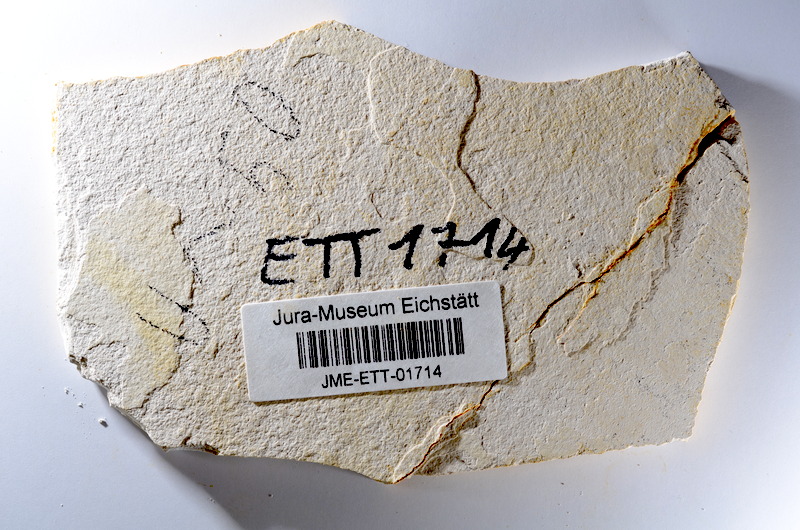 ETT 1714
Jura-Museum Eichstätt
JME-ETT-01714